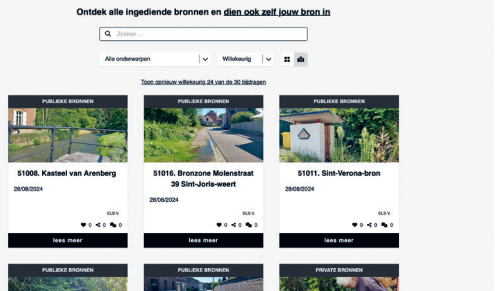 Ontdek alle ingediende bronnen en dien ook zelf jouw bron in
Zoeker ...
Alle onderwerpen
Willekeurig
Toon opnieuw willekeurig 24 van de 30 bijdragen
PUBLIEKE BRONNEN
51008. Kasteel van Arenberg
28/08/2024
ELS V.
0 0 0
lees meer
PUBLIEKE BRONNEN
51016. Bronzone Molenstraat
39 Sint-Joris-weert
28/08/2024
ELS V.
0 0 0
lees meer
PUBLIEKE BRONNEN
51011. Sint-Verona-bron
28/08/2024
ELS V.
0 0 0
lees meer
PUBLIEKE BRONNEN
PUBLIEKE BRONNEN
PRIVATE BRONNEN